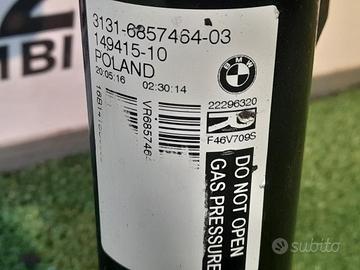 3131-6857464-03
149415-10
POLAND
20.05.16 02:30:14
BMW
22296320
R
F46V709S
DO NOT OPEN
GAS PRESSURE
subito